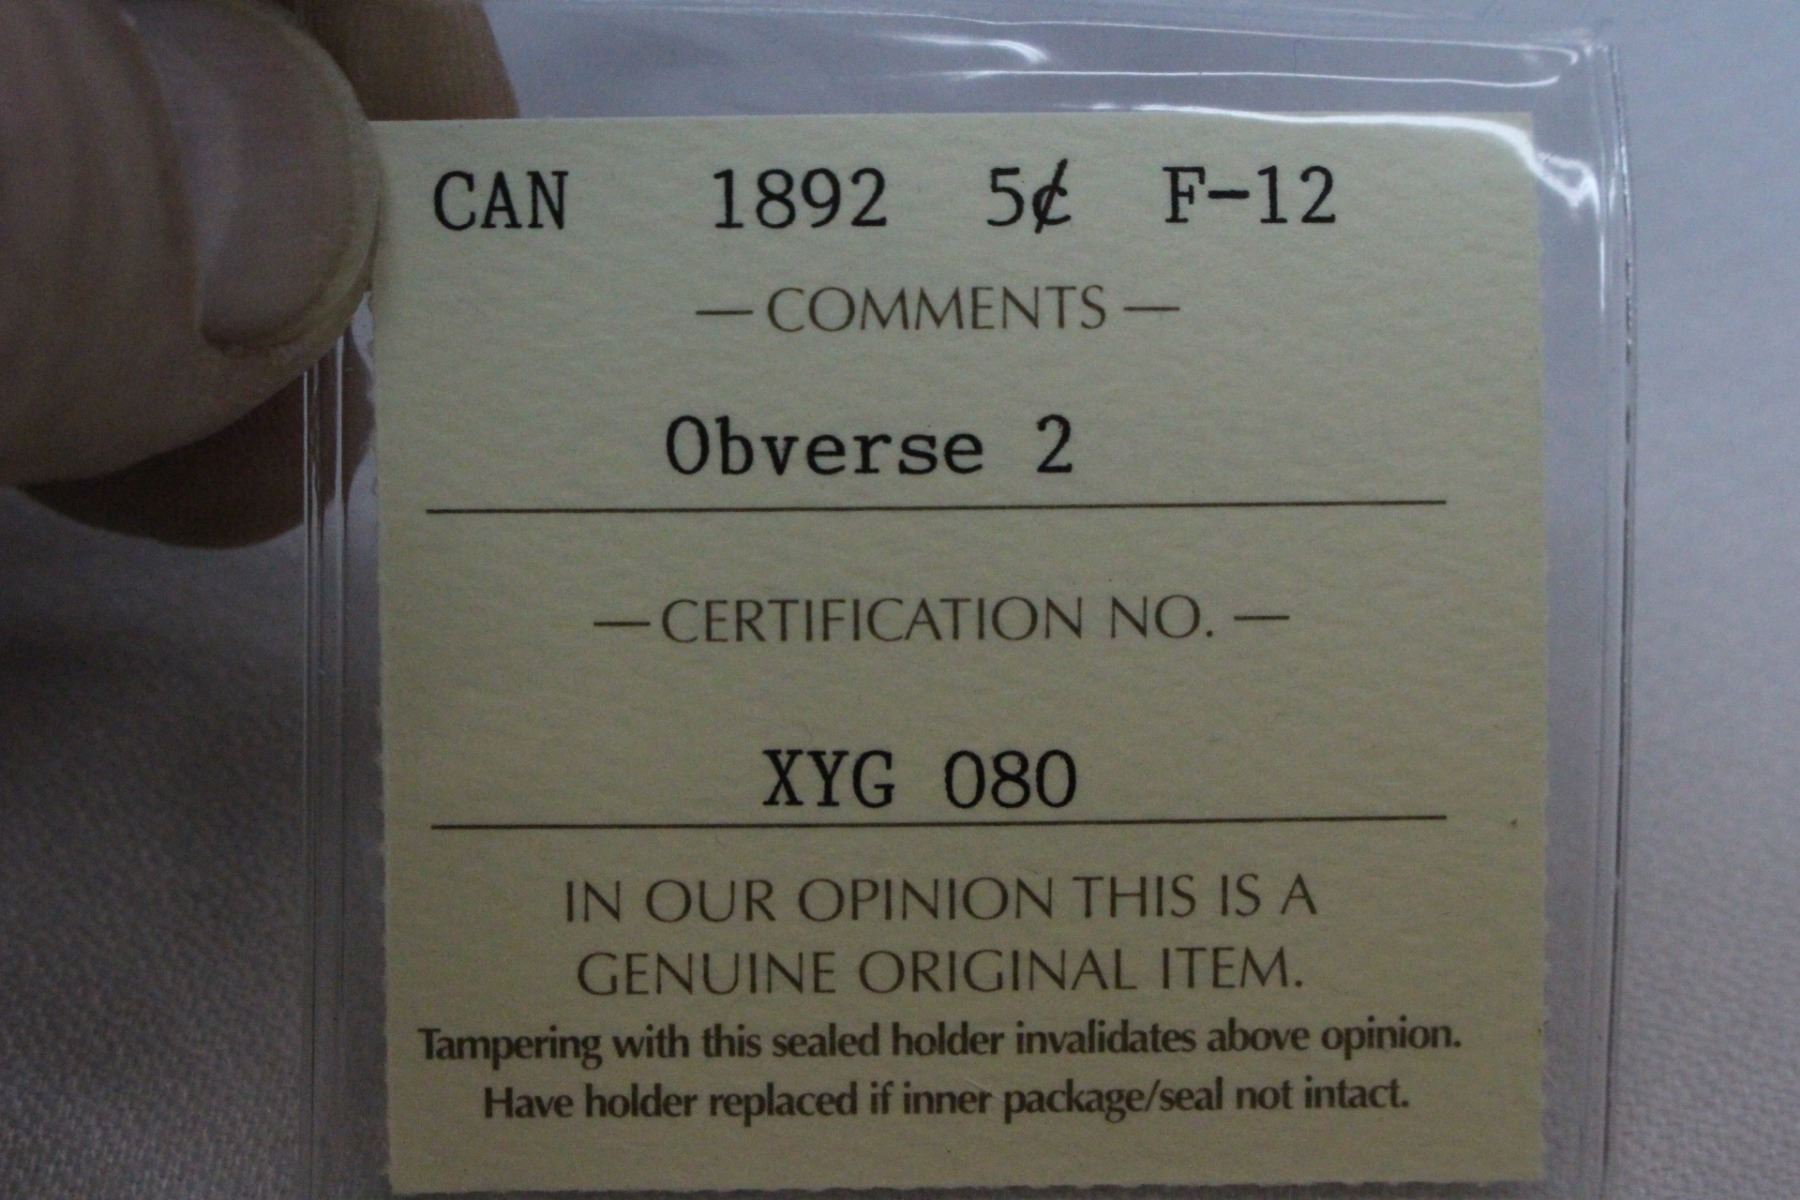 CAN 1892 5¢ F-12
— COMMENTS —
Obverse 2
— CERTIFICATION NO. —
XYG 080
IN OUR OPINION THIS IS A
GENUINE ORIGINAL ITEM.
Tampering with this sealed holder invalidates above opinion.
Have holder replaced if inner package/seal not intact.